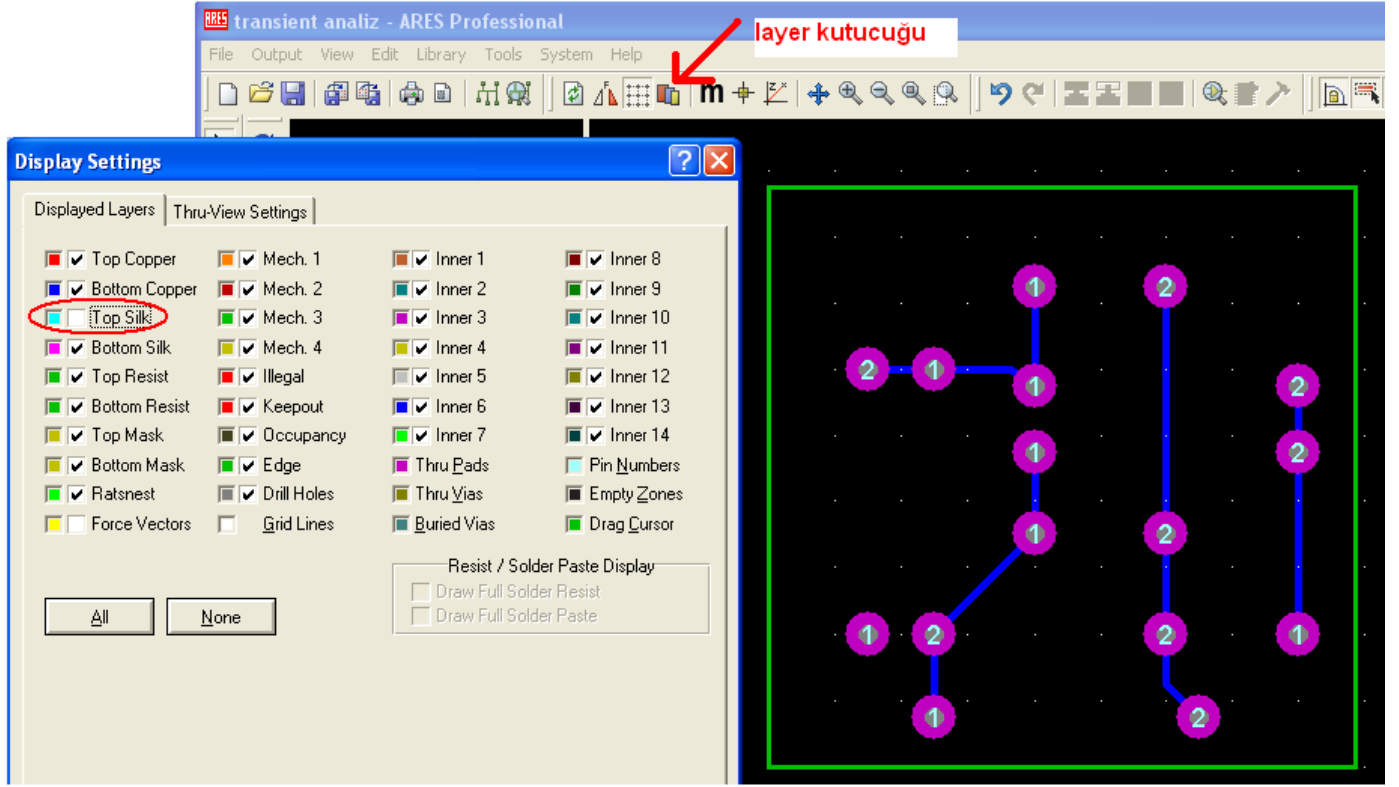 ARES transient analiz - ARES Professional
layer kutucuğu
File Output View Edit Library Tools System Help
m
Display Settings
Displayed Layers Thru-View Settings
Top Copper Mech. 1 Inner 1 Inner 8
Bottom Copper Mech. 2 Inner 2 Inner 9
Top Silk Mech. 3 Inner 3 Inner 10
Bottom Silk Mech. 4 Inner 4 Inner 11
Top Resist Illegal Inner 5 Inner 12
Bottom Resist Keepout Inner 6 Inner 13
Top Mask Occupancy Inner 7 Inner 14
Bottom Mask Edge Thru Pads Pin Numbers
Ratsnest Drill Holes Thru Vias Empty Zones
Force Vectors Grid Lines Buried Vias Drag Cursor
Resist / Solder Paste Display
Draw Full Solder Resist
Draw Full Solder Paste
All None
1 2
2 1
1 2
1 2
1 2
1 2 2 1
1 2